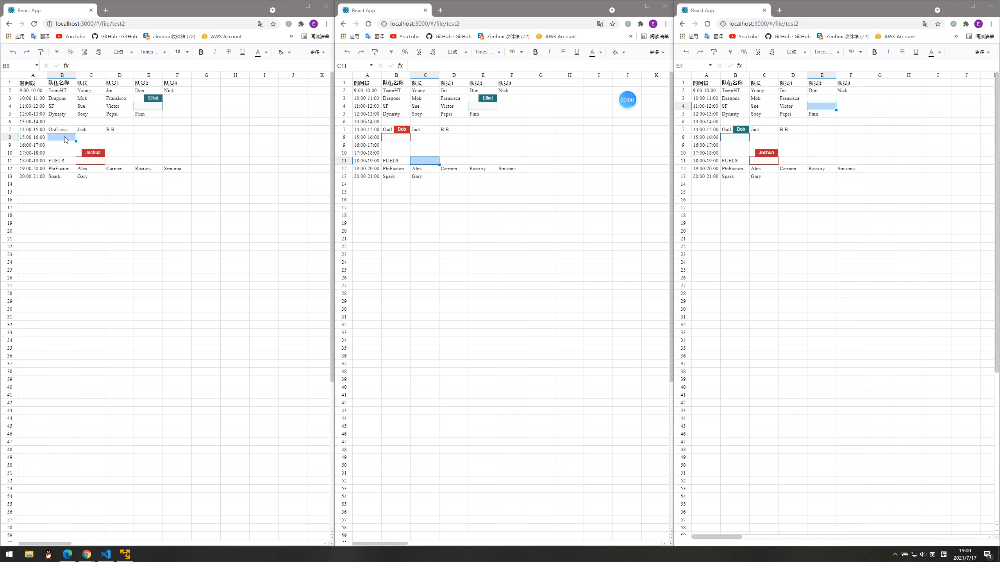 React App
localhost:3000/#/file/test2
E
应用 翻译 YouTube GitHub · GitHub Zimbra: 收件箱 (72) AWS Account » 阅读清单
¥ % .0 .00 自动 Times ... 10 B I T U A 更多
B8 fx
A B C D E F G H I J K
1 时间段 队伍名称 队长 队员1 队员2 队员3
2 9:00-10:00 TeamHT Young Jin Don Nick
3 10:00-11:00 Dragons Mok Fransisca Elliot
4 11:00-12:00 SF Sue Victor
5 12:00-13:00 Dynasty Soey Pepsi Finn
6 13:00-14:00
7 14:00-15:00 OutLaws Jack B.B.
8 15:00-16:00
9 16:00-17:00
10 17:00-18:00 Joshua
11 18:00-19:00 FUELS
12 19:00-20:00 PhiFusion Alex Carmen Rasrory Simonia
13 20:00-21:00 Spark Gary
14
15
16
17
18
19
20
21
22
23
24
25
26
27
28
29
30
31
32
33
34
35
36
37
38
39
40
41
42
43
44
45
46
47
48
49
50
51
52
53
54
55
56
57
58
59
React App
localhost:3000/#/file/test2
E
应用 翻译 YouTube GitHub · GitHub Zimbra: 收件箱 (72) AWS Account » 阅读清单
¥ % .0 .00 自动 Times ... 10 B I T U A 更多
C11 fx
A B C D E F G H I J K
1 时间段 队伍名称 队长 队员1 队员2 队员3
2 9:00-10:00 TeamHT Young Jin Don Nick
3 10:00-11:00 Dragons Mok Fransisca Elliot
00:00
4 11:00-12:00 SF Sue Victor
5 12:00-13:00 Dynasty Soey Pepsi Finn
6 13:00-14:00
7 14:00-15:00 OutL Bob Jack B.B.
8 15:00-16:00
9 16:00-17:00
10 17:00-18:00
11 18:00-19:00 FUELS
12 19:00-20:00 PhiFusion Alex Carmen Rasrory Simonia
13 20:00-21:00 Spark Gary
14
15
16
17
18
19
20
21
22
23
24
25
26
27
28
29
30
31
32
33
34
35
36
37
38
39
40
41
42
43
44
45
46
47
48
49
50
51
52
53
54
55
56
57
58
59
React App
localhost:3000/#/file/test2
E
应用 翻译 YouTube GitHub · GitHub Zimbra: 收件箱 (72) AWS Account » 阅读清单
¥ % .0 .00 自动 Times ... 10 B I T U A 更多
E4 fx
A B C D E F G H I J
1 时间段 队伍名称 队长 队员1 队员2 队员3
2 9:00-10:00 TeamHT Young Jin Don Nick
3 10:00-11:00 Dragons Mok Fransisca
4 11:00-12:00 SF Sue Victor
5 12:00-13:00 Dynasty Soey Pepsi Finn
6 13:00-14:00
7 14:00-15:00 OutL Bob Jack B.B.
8 15:00-16:00
9 16:00-17:00
10 17:00-18:00 Joshua
11 18:00-19:00 FUELS
12 19:00-20:00 PhiFusion Alex Carmen Rasrory Simonia
13 20:00-21:00 Spark Gary
14
15
16
17
18
19
20
21
22
23
24
25
26
27
28
29
30
31
32
33
34
35
36
37
38
39
40
41
42
43
44
45
46
47
48
49
50
51
52
53
54
55
56
57
58
英 拼
19:00
2021/7/17
1